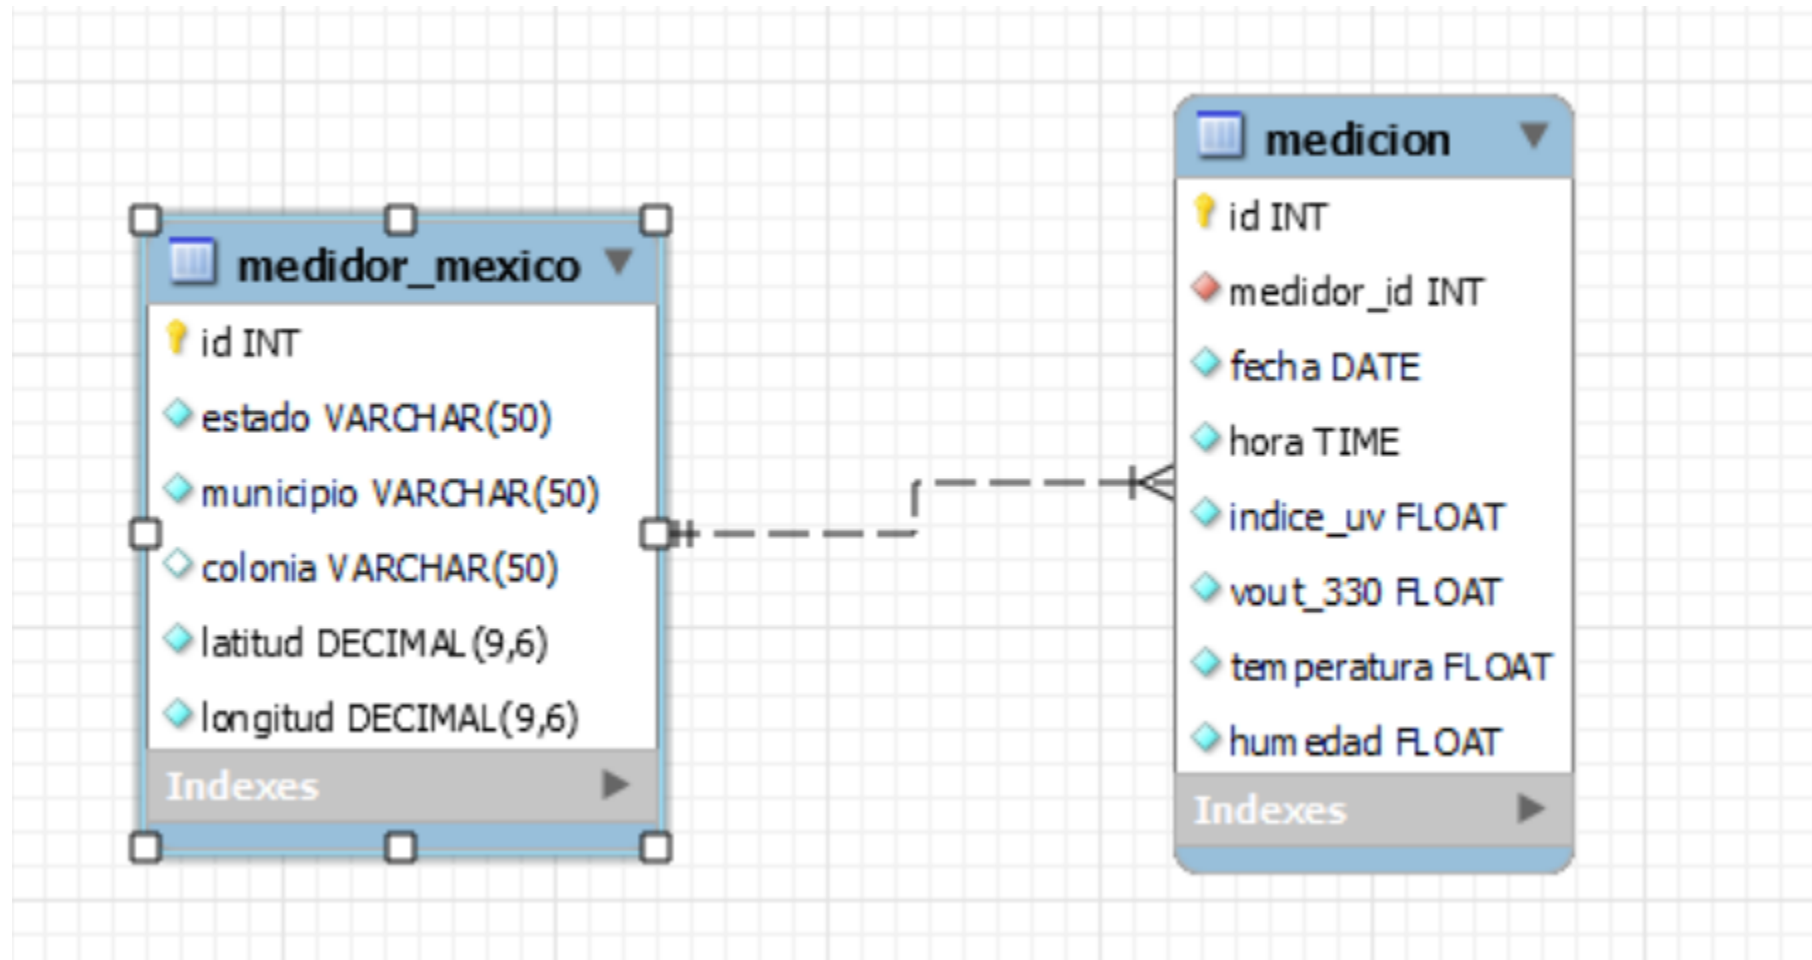 medidor_mexico
id INT
estado VARCHAR(50)
municipio VARCHAR(50)
colonia VARCHAR(50)
latitud DECIMAL(9,6)
longitud DECIMAL(9,6)
Indexes
medicion
id INT
medidor_id INT
fecha DATE
hora TIME
indice_uv FLOAT
vout_330 FLOAT
temperatura FLOAT
humedad FLOAT
Indexes